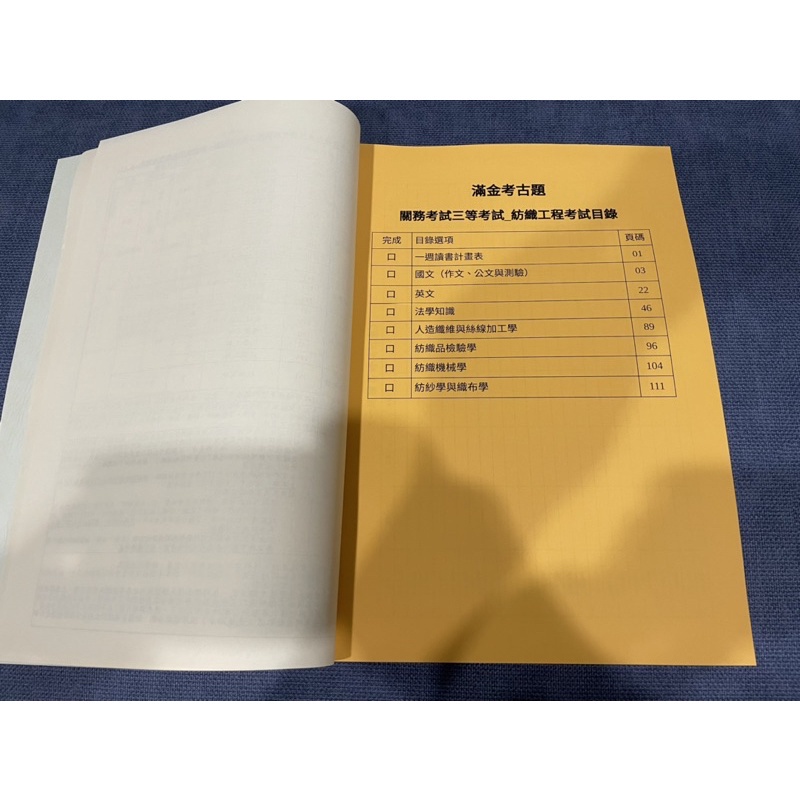 滿金考古題
關務考試三等考試_紡織工程考試目錄
完成 目錄選項 頁碼
口 一週讀書計畫表 01
口 國文（作文、公文與測驗） 03
口 英文 22
口 法學知識 46
口 人造纖維與絲線加工學 89
口 紡織品檢驗學 96
口 紡織機械學 104
口 紡紗學與織布學 111